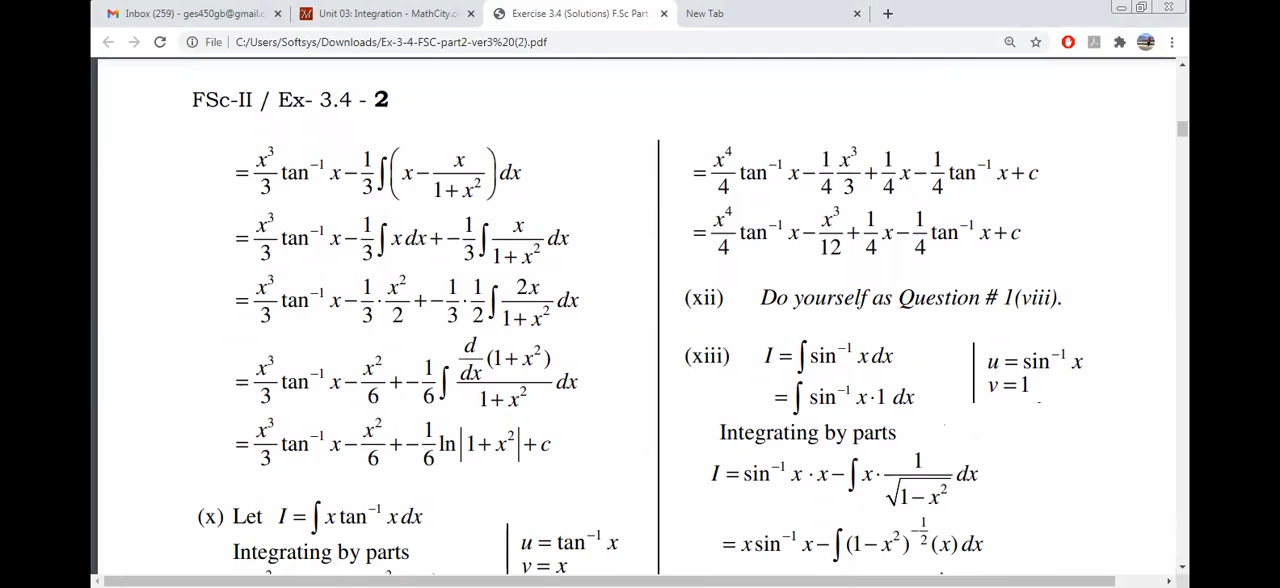 Inbox (259) - ges450gb@gmail.c
Unit 03: Integration - MathCity.o
Exercise 3.4 (Solutions) F.Sc Part
New Tab
File | C:/Users/Softsys/Downloads/Ex-3-4-FSC-part2-ver3%20(2).pdf
FSc-II / Ex- 3.4 - 2
= x³/3 tan⁻¹ x − 1/3 ∫ ( x − x/(1+x²) ) dx
= x³/3 tan⁻¹ x − 1/3 ∫ x dx + − 1/3 ∫ x/(1+x²) dx
= x³/3 tan⁻¹ x − 1/3 · x²/2 + − 1/3 · 1/2 ∫ 2x/(1+x²) dx
= x³/3 tan⁻¹ x − x²/6 + − 1/6 ∫ d/dx (1+x²)/(1+x²) dx
= x³/3 tan⁻¹ x − x²/6 + − 1/6 ln |1+x²| + c
(x) Let I = ∫ x tan⁻¹ x dx
Integrating by parts
u = tan⁻¹ x
v = x
= x⁴/4 tan⁻¹ x − 1/4 x³/3 + 1/4 x − 1/4 tan⁻¹ x + c
= x⁴/4 tan⁻¹ x − x³/12 + 1/4 x − 1/4 tan⁻¹ x + c
(xii) Do yourself as Question # 1(viii).
(xiii) I = ∫ sin⁻¹ x dx
= ∫ sin⁻¹ x · 1 dx
u = sin⁻¹ x
v = 1
Integrating by parts
I = sin⁻¹ x · x − ∫ x · 1/√(1−x²) dx
= x sin⁻¹ x − ∫ (1−x²)^(−1/2) (x) dx